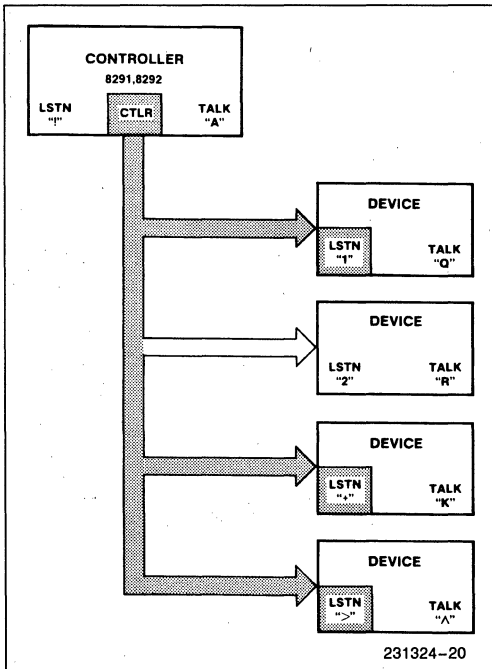 CONTROLLER
8291,8292
LSTN
"!"
CTLR
TALK
"A"
DEVICE
LSTN
"1"
TALK
"Q"
DEVICE
LSTN
"2"
TALK
"R"
DEVICE
LSTN
"+"
TALK
"K"
DEVICE
LSTN
">"
TALK
"^"
231324-20